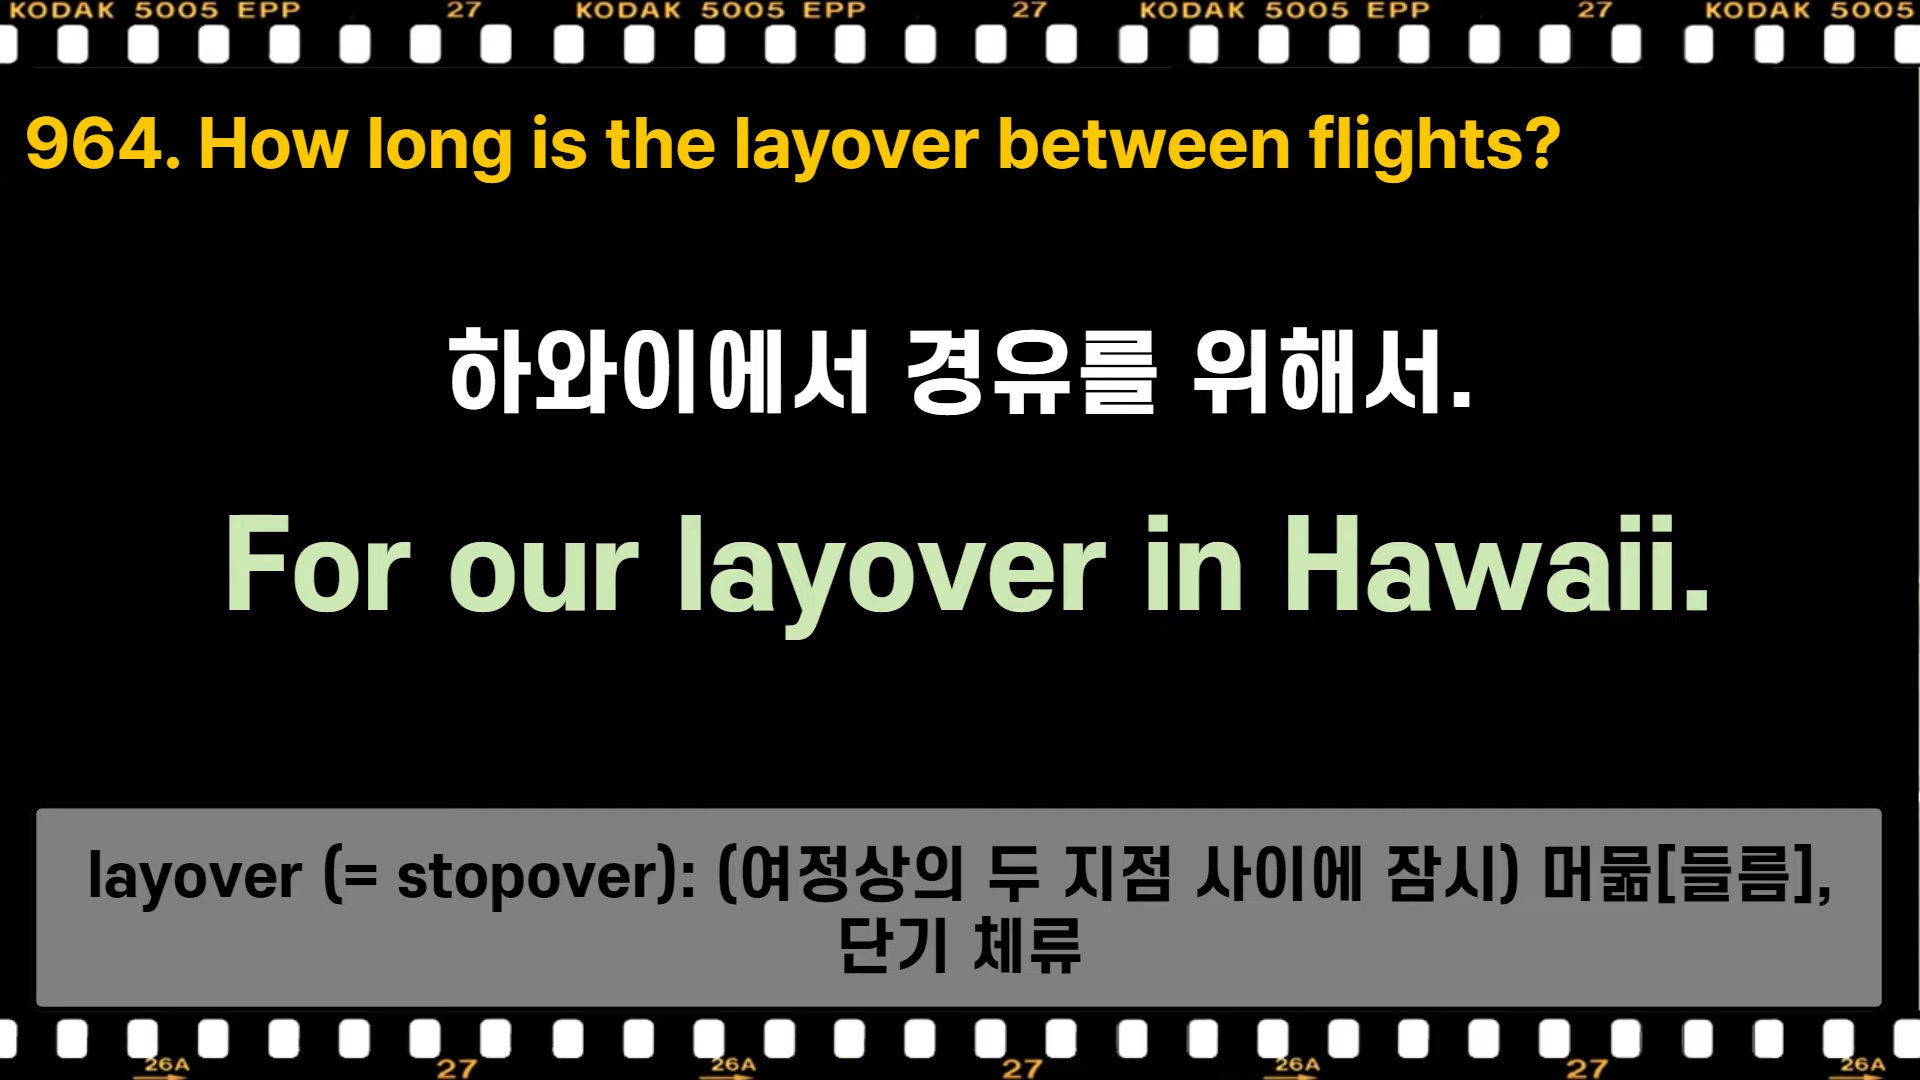 KODAK 5005 EPP 27 KODAK 5005 EPP 27 KODAK 5005 EPP 27 KODAK 5005
964. How long is the layover between flights?
하와이에서 경유를 위해서.
For our layover in Hawaii.
layover (= stopover): (여정상의 두 지점 사이에 잠시) 머묾[들름],
단기 체류
26A 27 26A 27 26A 27 26A